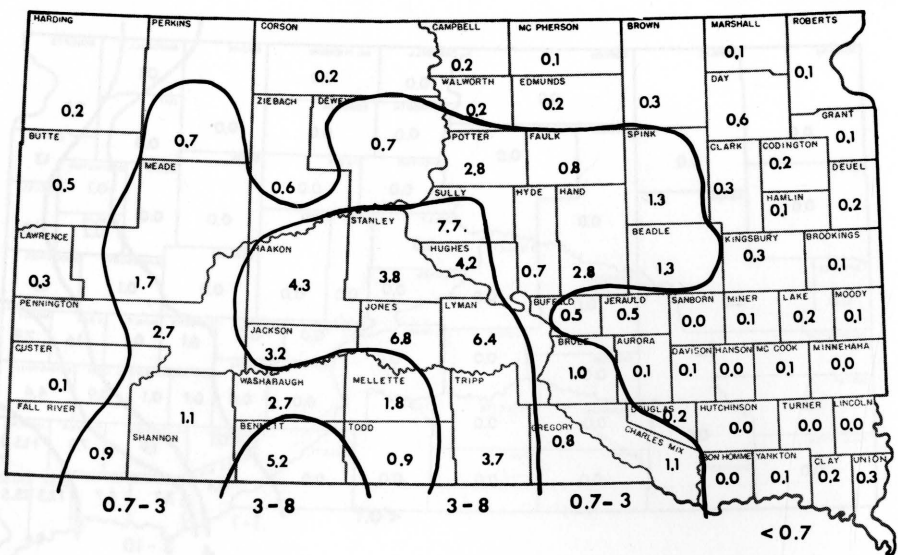 HARDING
PERKINS
CORSON
CAMPBELL
MC PHERSON
BROWN
MARSHALL
ROBERTS
0.2
0.7
0.2
0.2
0.1
0.3
0.1
0.1
WALWORTH
EDMUNDS
DAY
0.2
0.2
0.6
ZIEBACH
DEWEY
GRANT
0.6
0.7
0.1
BUTTE
MEADE
POTTER
FAULK
SPINK
CLARK
CODINGTON
DEUEL
0.5
1.7
2.8
0.8
1.3
0.3
0.2
0.2
HAMLIN
0.1
SULLY
HYDE
HAND
7.7
0.7
2.8
LAWRENCE
HAAKON
STANLEY
HUGHES
BEADLE
KINGSBURY
BROOKINGS
0.3
4.3
3.8
4.2
1.3
0.3
0.1
PENNINGTON
JONES
LYMAN
BUFFALO
JERAULD
SANBORN
MINER
LAKE
MOODY
2.7
6.8
6.4
0.5
0.5
0.0
0.1
0.2
0.1
CUSTER
JACKSON
BRULE
AURORA
DAVISON
HANSON
MC COOK
MINNEHAHA
0.1
3.2
1.0
0.1
0.1
0.0
0.1
0.0
FALL RIVER
SHANNON
WASHABAUGH
MELLETTE
TRIPP
GREGORY
0.9
1.1
2.7
1.8
3.7
0.8
BENNETT
TODD
5.2
0.9
DOUGLAS
HUTCHINSON
TURNER
LINCOLN
0.2
0.0
0.0
0.0
CHARLES MIX
BON HOMME
YANKTON
CLAY
UNION
1.1
0.0
0.1
0.2
0.3
0.7-3
3-8
3-8
0.7-3
< 0.7